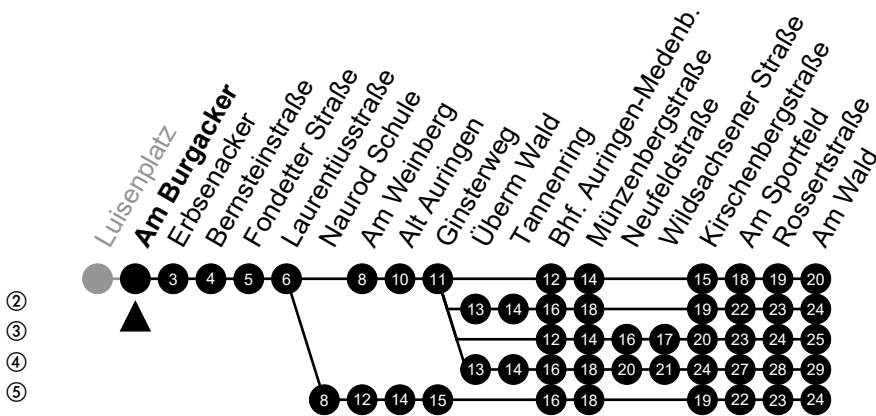 Luisenplatz
Am Burgacker
Erbsenacker
Bernsteinstraße
Fondetter Straße
Laurentiusstraße
Naurod Schule
Am Weinberg
Alt Auringen
Ginsterweg
Überm Wald
Tannenring
Bhf. Auringen-Medenb.
Münzenbergstraße
Neufeldstraße
Wildsachsener Straße
Kirschenbergstraße
Am Sportfeld
Rossertstraße
Am Wald
3 4 5 6 8 10 11 12 14 15 18 19 20
② 13 14 16 18 19 22 23 24
③ 12 14 16 17 20 23 24 25
④ 13 14 16 18 20 21 24 27 28 29
⑤ 8 12 14 15 16 18 19 22 23 24